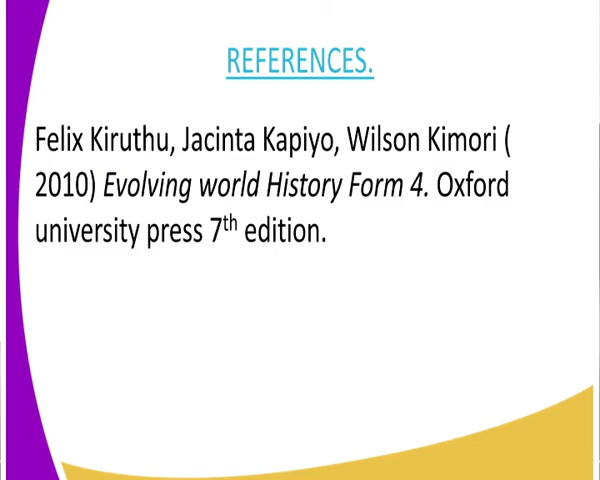 REFERENCES.
Felix Kiruthu, Jacinta Kapiyo, Wilson Kimori (
2010) Evolving world History Form 4. Oxford
university press 7th edition.